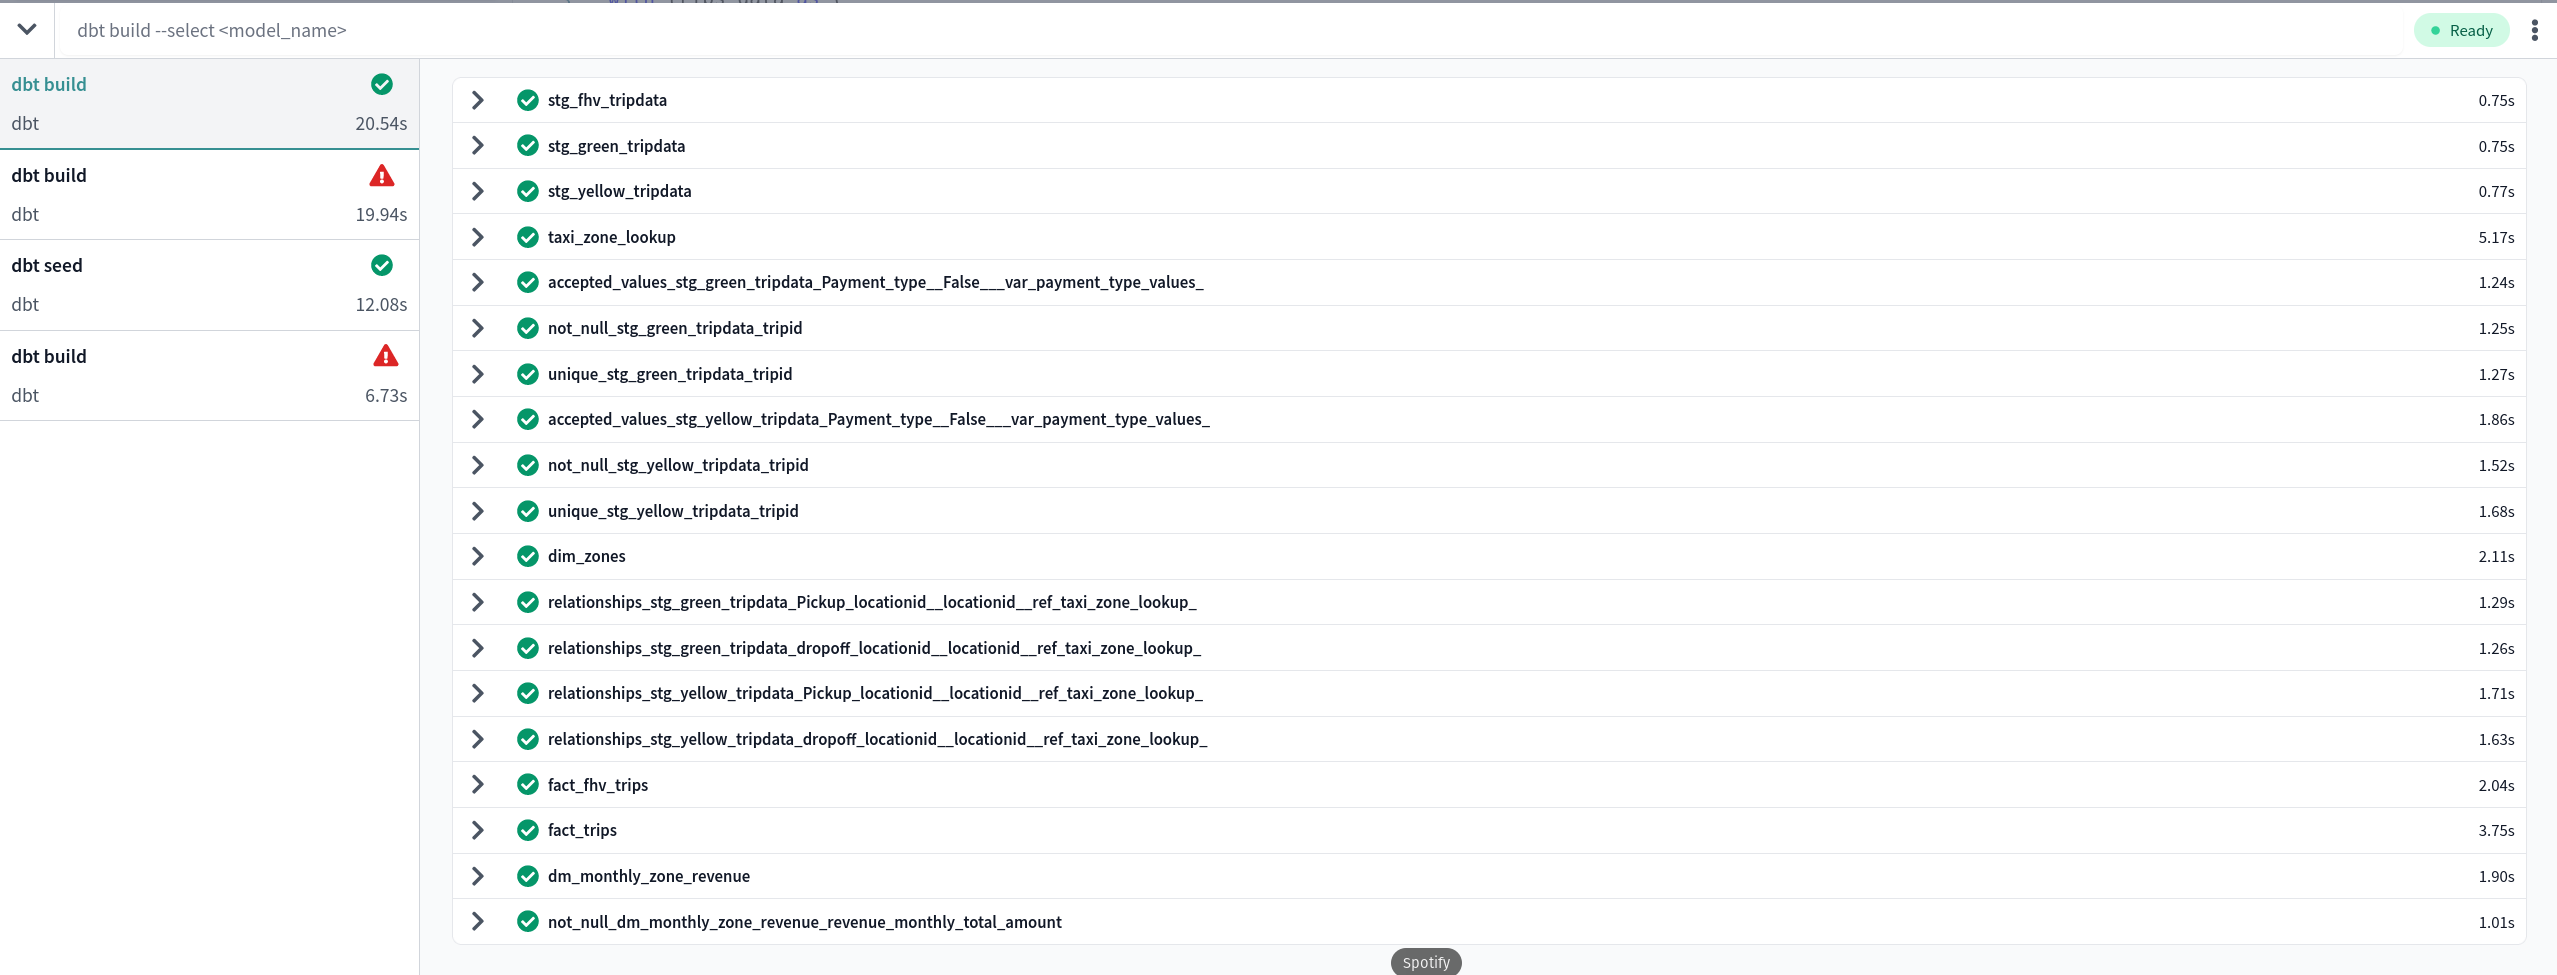 dbt build --select <model_name>
Ready
dbt build
dbt 20.54s
dbt build
dbt 19.94s
dbt seed
dbt 12.08s
dbt build
dbt 6.73s
stg_fhv_tripdata 0.75s
stg_green_tripdata 0.75s
stg_yellow_tripdata 0.77s
taxi_zone_lookup 5.17s
accepted_values_stg_green_tripdata_Payment_type__False___var_payment_type_values_ 1.24s
not_null_stg_green_tripdata_tripid 1.25s
unique_stg_green_tripdata_tripid 1.27s
accepted_values_stg_yellow_tripdata_Payment_type__False___var_payment_type_values_ 1.86s
not_null_stg_yellow_tripdata_tripid 1.52s
unique_stg_yellow_tripdata_tripid 1.68s
dim_zones 2.11s
relationships_stg_green_tripdata_Pickup_locationid__locationid__ref_taxi_zone_lookup_ 1.29s
relationships_stg_green_tripdata_dropoff_locationid__locationid__ref_taxi_zone_lookup_ 1.26s
relationships_stg_yellow_tripdata_Pickup_locationid__locationid__ref_taxi_zone_lookup_ 1.71s
relationships_stg_yellow_tripdata_dropoff_locationid__locationid__ref_taxi_zone_lookup_ 1.63s
fact_fhv_trips 2.04s
fact_trips 3.75s
dm_monthly_zone_revenue 1.90s
not_null_dm_monthly_zone_revenue_revenue_monthly_total_amount 1.01s
Spotify